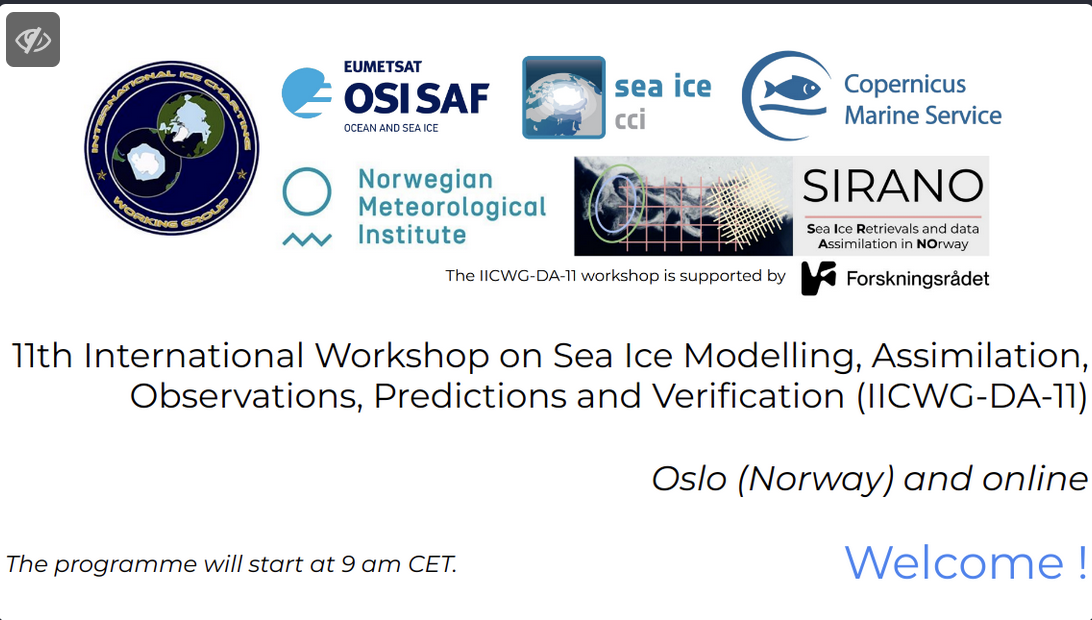 INTERNATIONAL ICE CHARTING
WORKING GROUP
EUMETSAT
OSI SAF
OCEAN AND SEA ICE
sea ice
cci
Copernicus
Marine Service
Norwegian
Meteorological
Institute
SIRANO
Sea Ice Retrievals and data
Assimilation in NOrway
The IICWG-DA-11 workshop is supported by
Forskningsrådet
11th International Workshop on Sea Ice Modelling, Assimilation,
Observations, Predictions and Verification (IICWG-DA-11)
Oslo (Norway) and online
The programme will start at 9 am CET.
Welcome !